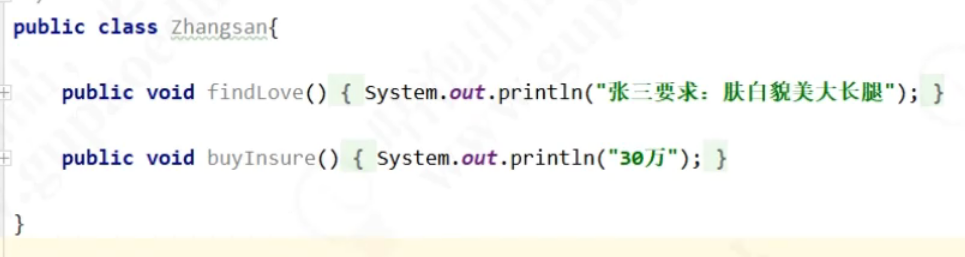 public class Zhangsan{
public void findLove() { System.out.println("张三要求：肤白貌美大长腿"); }
public void buyInsure() { System.out.println("30万"); }
}